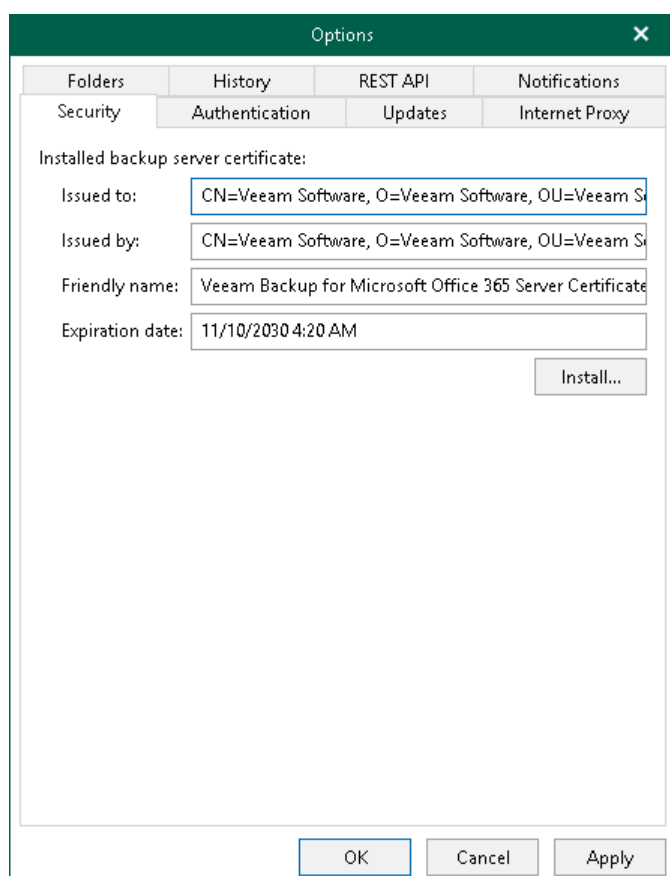 Options
Folders History REST API Notifications
Security Authentication Updates Internet Proxy
Installed backup server certificate:
Issued to: CN=Veeam Software, O=Veeam Software, OU=Veeam S
Issued by: CN=Veeam Software, O=Veeam Software, OU=Veeam S
Friendly name: Veeam Backup for Microsoft Office 365 Server Certificate
Expiration date: 11/10/2030 4:20 AM
Install...
OK Cancel Apply